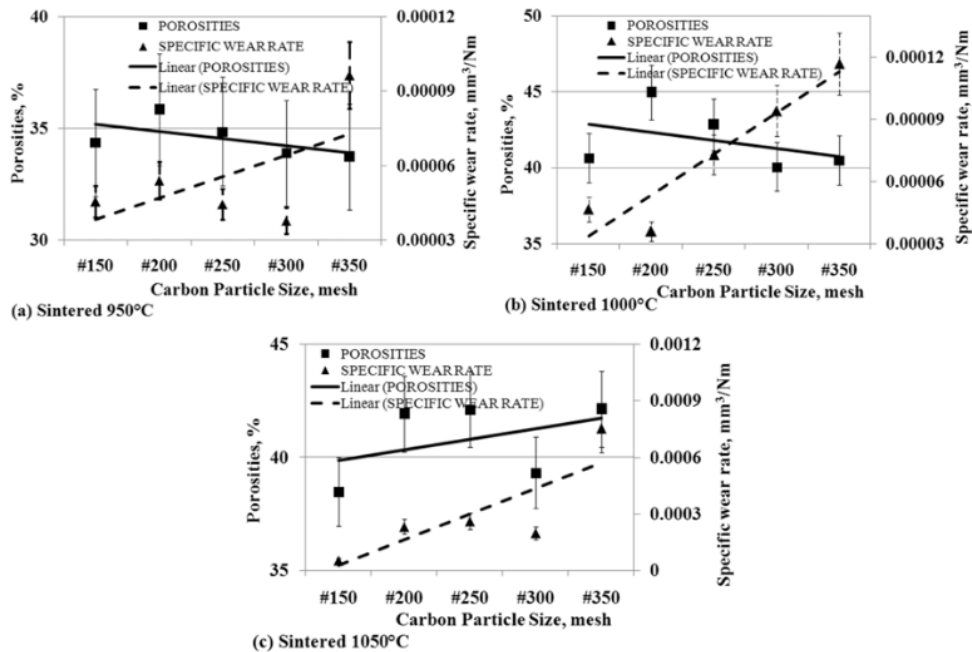 40
35
30
Porosities, %
POROSITIES
SPECIFIC WEAR RATE
Linear (POROSITIES)
Linear (SPECIFIC WEAR RATE)
0.00012
0.00009
0.00006
0.00003
Specific wear rate, mm³/Nm
#150 #200 #250 #300 #350
Carbon Particle Size, mesh
(a) Sintered 950°C
50
45
40
35
Porosities, %
POROSITIES
SPECIFIC WEAR RATE
Linear (POROSITIES)
Linear (SPECIFIC WEAR RATE)
0.00012
0.00009
0.00006
0.00003
Specific wear rate, mm³/Nm
#150 #200 #250 #300 #350
Carbon Particle Size, mesh
(b) Sintered 1000°C
45
40
35
Porosities, %
POROSITIES
SPECIFIC WEAR RATE
Linear (POROSITIES)
Linear (SPECIFIC WEAR RATE)
0.0012
0.0009
0.0006
0.0003
0
Specific wear rate, mm³/Nm
#150 #200 #250 #300 #350
Carbon Particle Size, mesh
(c) Sintered 1050°C